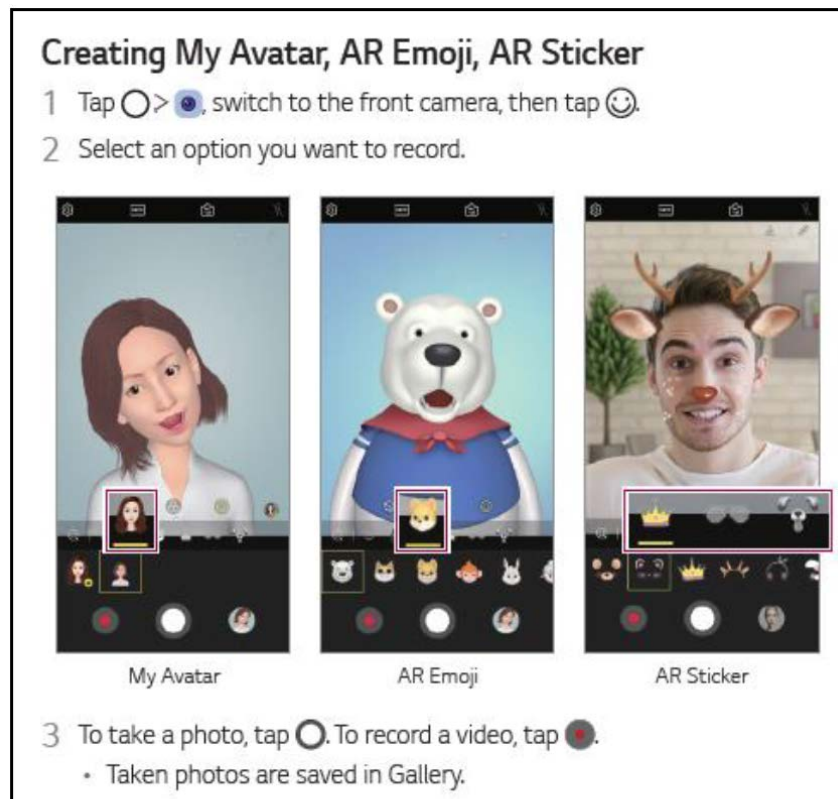 Creating My Avatar, AR Emoji, AR Sticker
1 Tap > , switch to the front camera, then tap .
2 Select an option you want to record.
My Avatar AR Emoji AR Sticker
3 To take a photo, tap . To record a video, tap .
• Taken photos are saved in Gallery.